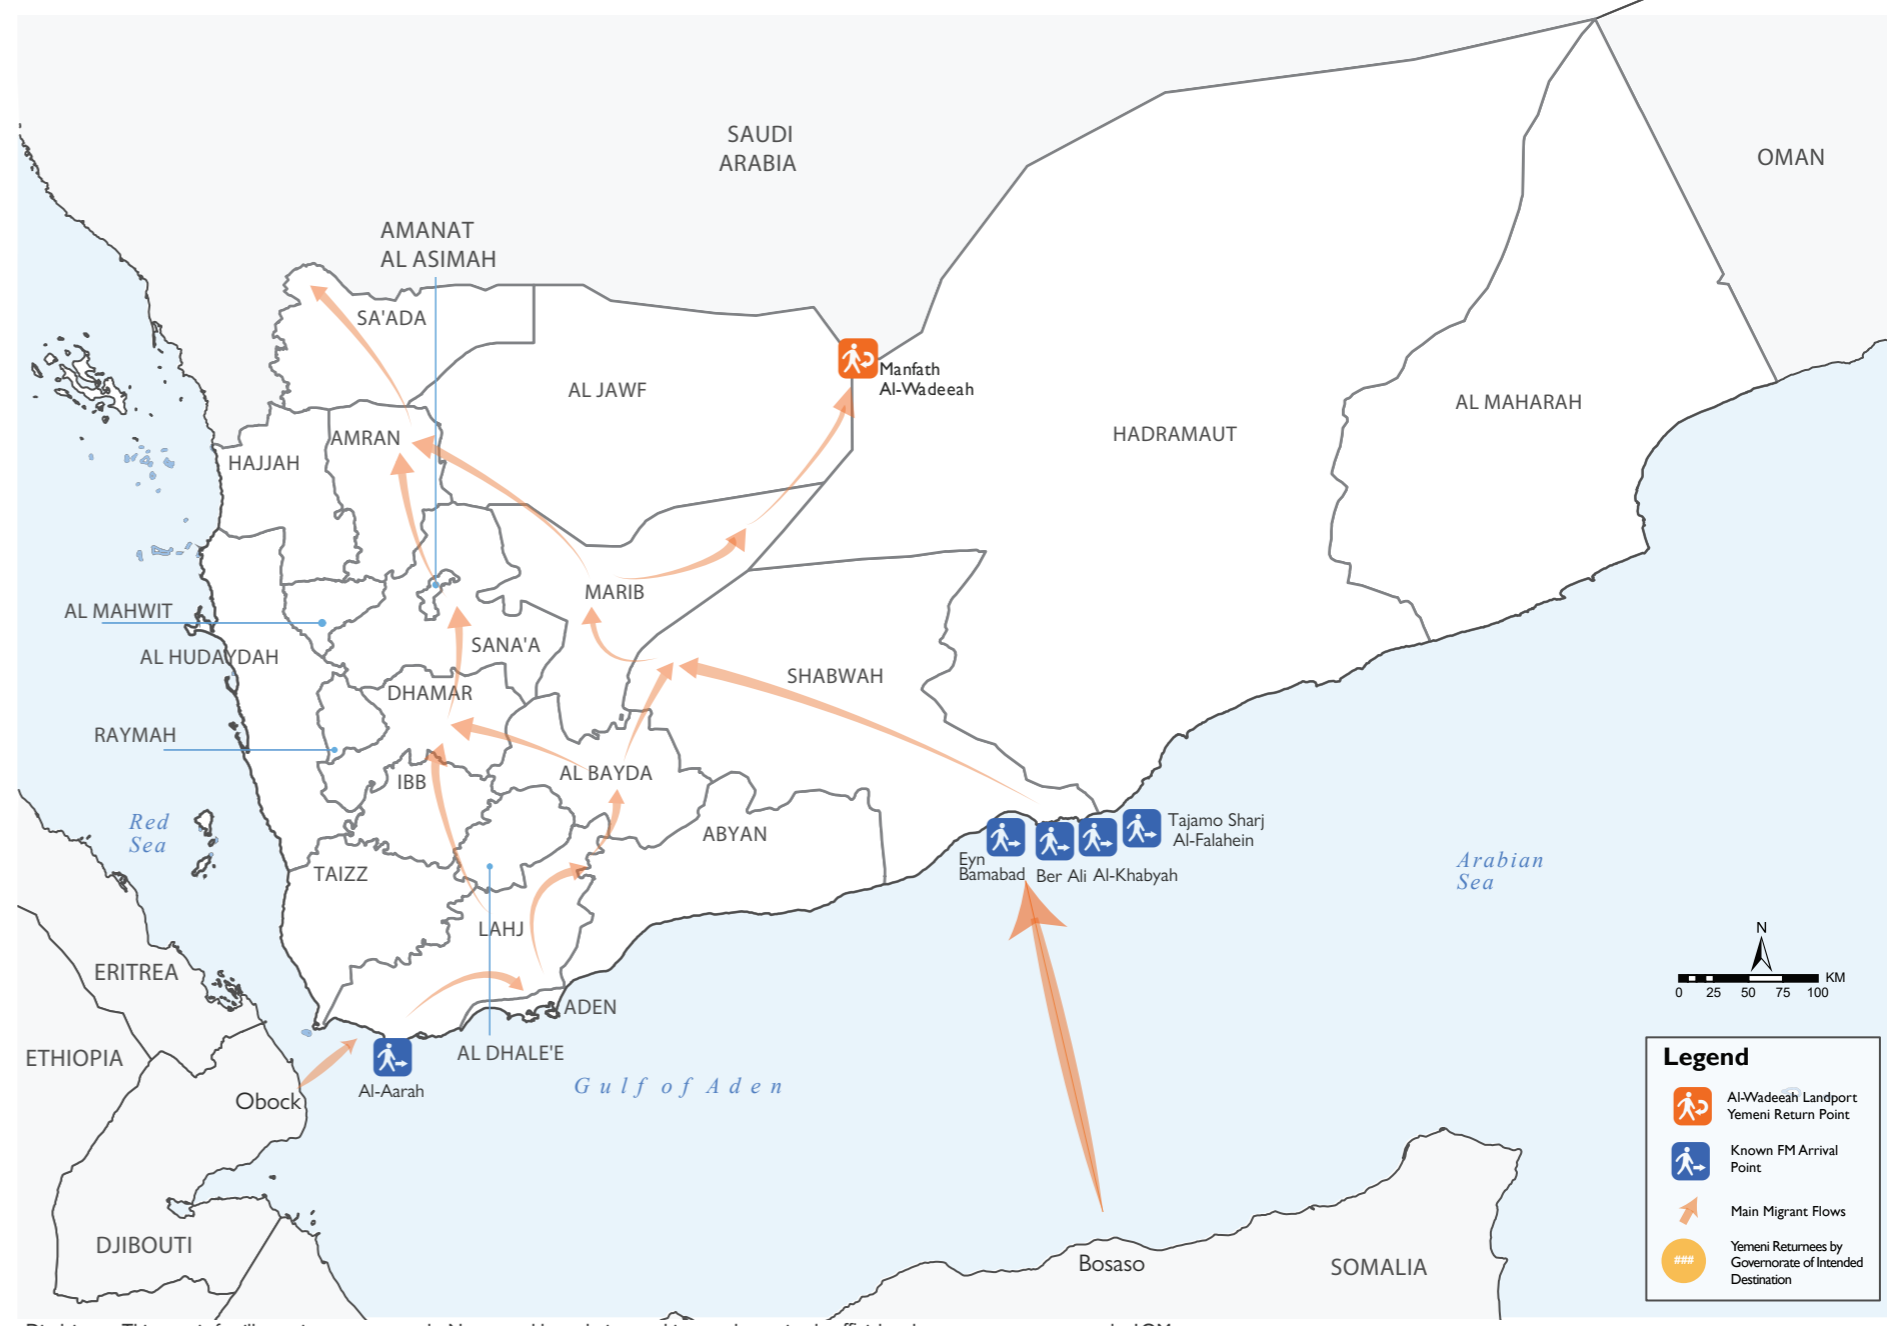 SAUDI
ARABIA
OMAN
AMANAT
AL ASIMAH
SA'ADA
Manfath
Al-Wadeeah
AL JAWF
AL MAHARAH
HADRAMAUT
AMRAN
HAJJAH
MARIB
AL MAHWIT
SANA'A
AL HUDAYDAH
SHABWAH
DHAMAR
RAYMAH
AL BAYDA
IBB
Red
Sea
ABYAN
Tajamo Sharj
Al-Falahein
Eyn
Bamabad
Ber Ali
Al-Khabyah
Arabian
Sea
TAIZZ
LAHJ
ERITREA
N
KM
0 25 50 75 100
ADEN
ETHIOPIA
AL DHALE'E
Al-Aarah
Gulf of Aden
Obock
DJIBOUTI
Bosaso
SOMALIA
Legend
Al-Wadeeah Landport
Yemeni Return Point
Known FM Arrival
Point
Main Migrant Flows
###
Yemeni Returnees by
Governorate of Intended
Destination